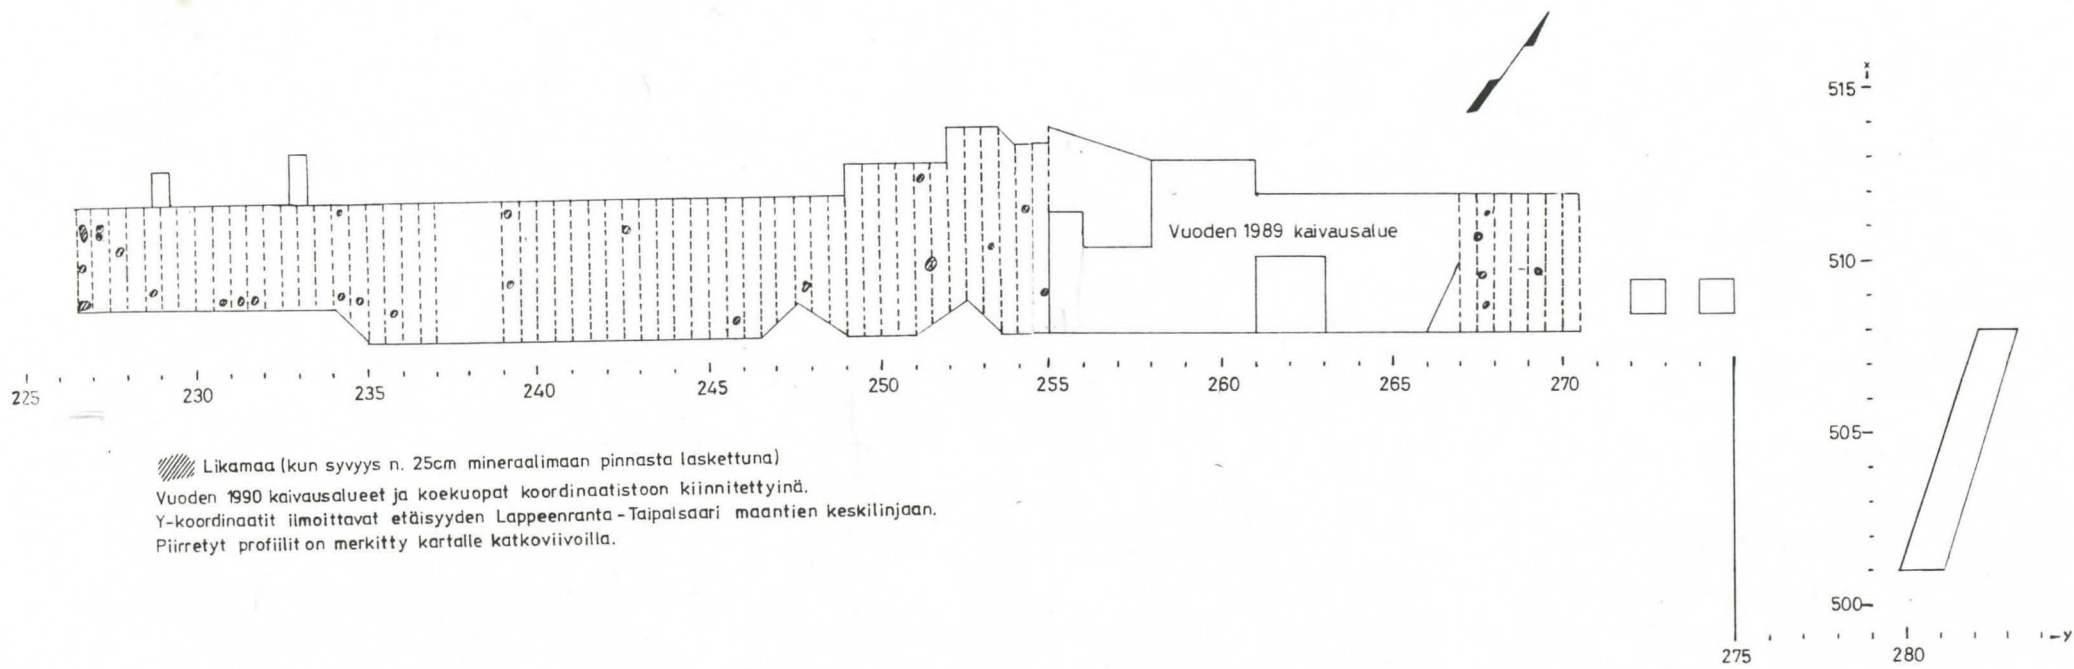 x
515
510
505
500
Vuoden 1989 kaivausalue
225 230 235 240 245 250 255 260 265 270
275 280 y
Likamaa (kun syvyys n. 25cm mineraalimaan pinnasta laskettuna)
Vuoden 1990 kaivausalueet ja koekuopat koordinaatistoon kiinnitettyinä.
Y-koordinaatit ilmoittavat etäisyyden Lappeenranta-Taipalsaari maantien keskilinjaan.
Piirretyt profiilit on merkitty kartalle katkoviivoilla.